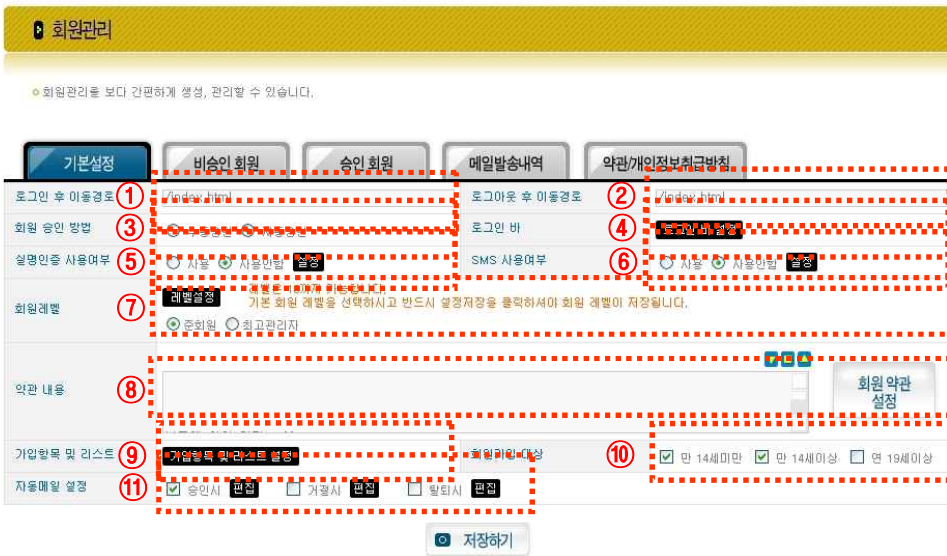 회원관리
회원관리을 보다 간편하게 생성, 관리할 수 있습니다.
기본설정 비승인 회원 승인 회원 메일발송내역 약관/개인정보취급방침
로그인 후 이동경로 ① /index.html 로그아웃 후 이동경로 ② /index.html
회원 승인 방법 ③ 로그인 바 ④
실명인증 사용여부 ⑤ 사용 사용안함 설정 SMS 사용여부 ⑥ 사용 사용안함 설정
회원레벨 ⑦ 레벨설정
기본 회원 레벨을 선택하시고 반드시 설정저장을 클릭하셔야 회원 레벨이 저장됩니다.
준회원 최고관리자
약관 내용 ⑧ 회원 약관 설정
가입항목 및 리스트 ⑨ 가입항목 및 리스트 설정 회원가입 대상 ⑩ 만 14세미만 만 14세이상 연 19세이상
자동메일 설정 ⑪ 승인시 편집 거절시 편집 탈퇴시 편집
저장하기